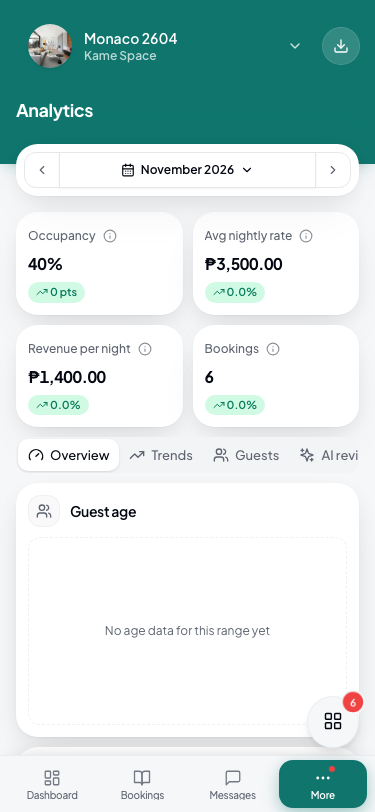 Monaco 2604
Kame Space
Analytics
November 2026
Occupancy
40%
0 pts
Avg nightly rate
₱3,500.00
0.0%
Revenue per night
₱1,400.00
0.0%
Bookings
6
0.0%
Overview
Trends
Guests
AI revi
Guest age
No age data for this range yet
6
Dashboard
Bookings
Messages
More